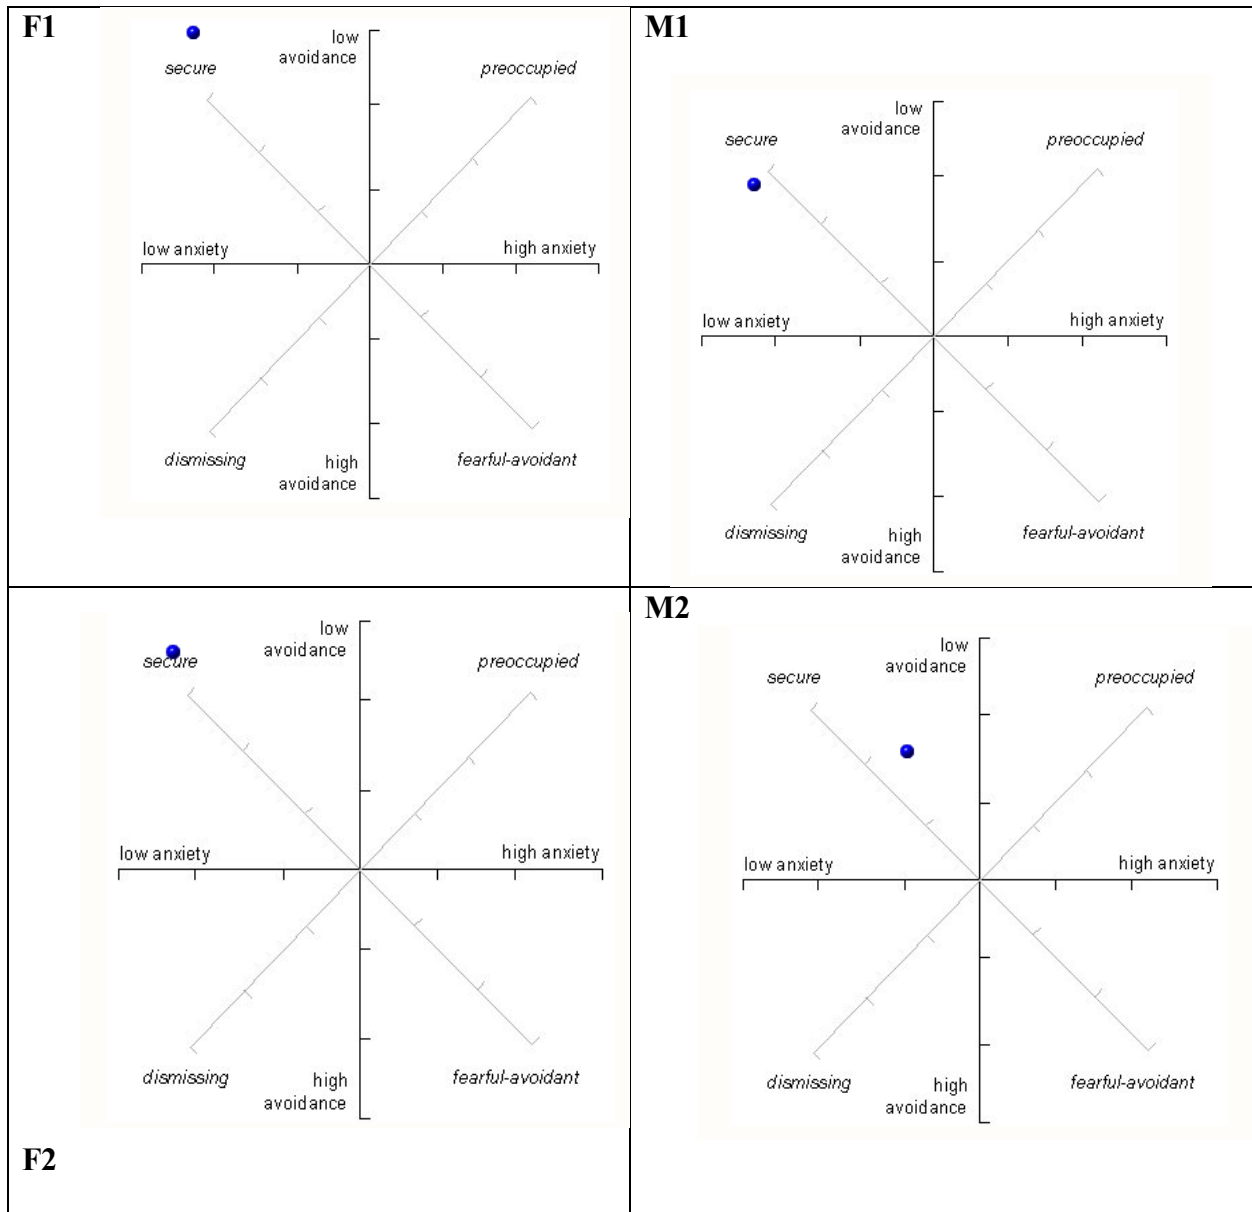 F1
low
avoidance
secure
preoccupied
low anxiety
high anxiety
dismissing
high
avoidance
fearful-avoidant
M1
low
avoidance
secure
preoccupied
low anxiety
high anxiety
dismissing
high
avoidance
fearful-avoidant
low
avoidance
secure
preoccupied
low anxiety
high anxiety
dismissing
high
avoidance
fearful-avoidant
F2
M2
low
avoidance
secure
preoccupied
low anxiety
high anxiety
dismissing
high
avoidance
fearful-avoidant